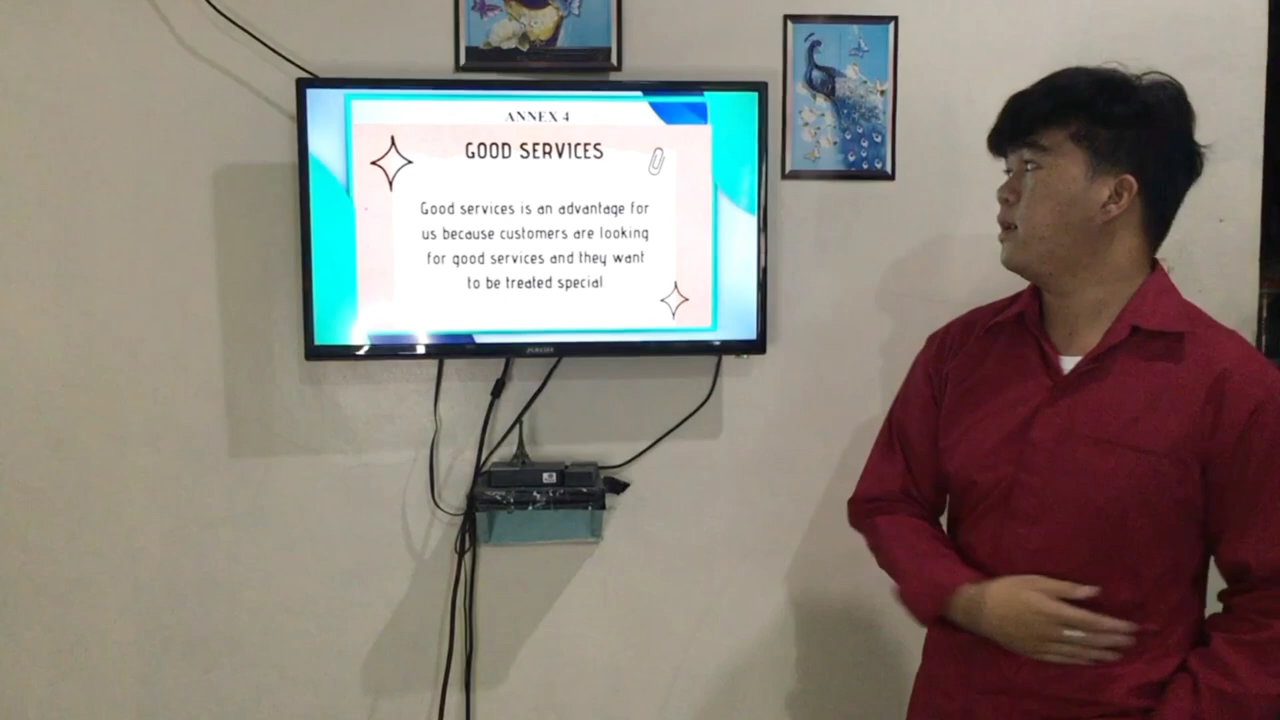 ANNEX 4
GOOD SERVICES
Good services is an advantage for
us because customers are looking
for good services and they want
to be treated special